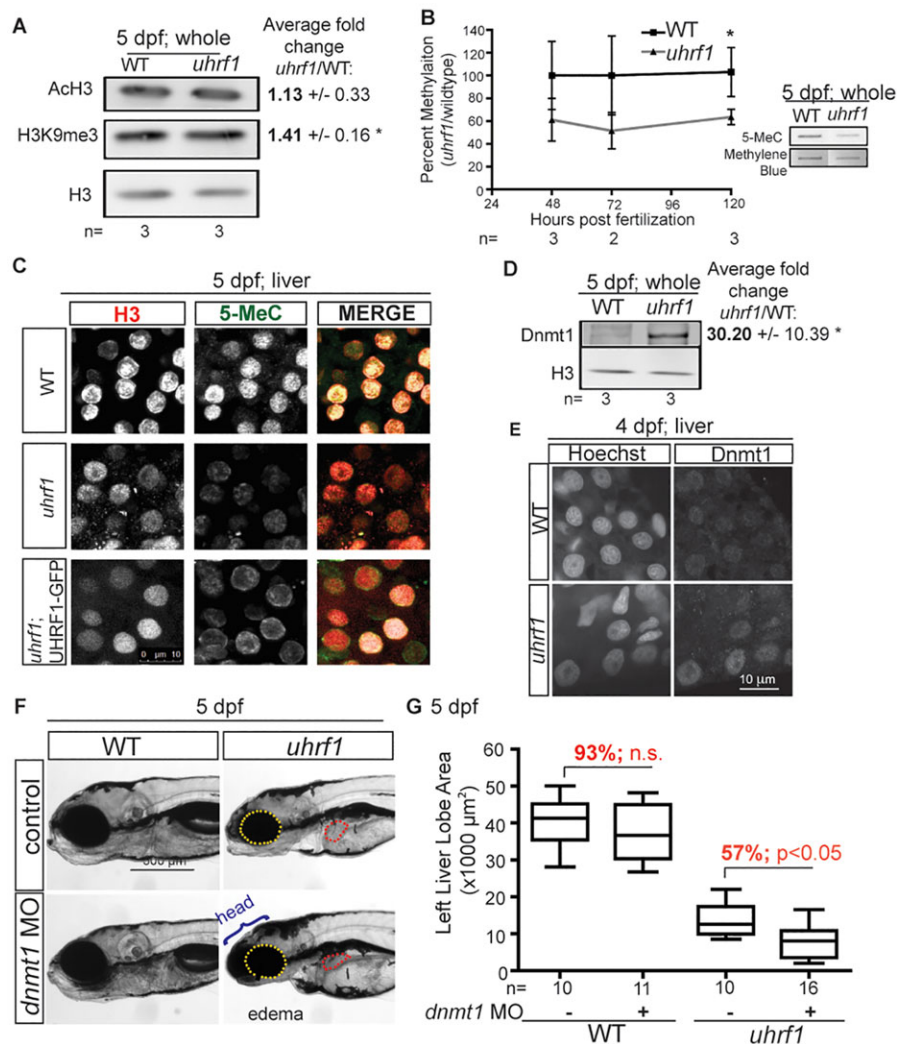 A
5 dpf; whole
WT uhrf1
Average fold
change
uhrf1/WT:
AcH3
1.13 +/- 0.33
H3K9me3
1.41 +/- 0.16 *
H3
n= 3 3
B
Percent Methylaiton
(uhrf1/wildtype)
140
120
100
80
60
40
20
0
WT
uhrf1
*
24 48 72 96 120
Hours post fertilization
n= 3 2 3
5 dpf; whole
WT uhrf1
5-MeC
Methylene
Blue
C
5 dpf; liver
H3 5-MeC MERGE
WT
uhrf1
uhrf1;
UHRF1-GFP
0 µm 10
D
5 dpf; whole
WT uhrf1
Average fold
change
uhrf1/WT:
Dnmt1
30.20 +/- 10.39 *
H3
n= 3 3
E
4 dpf; liver
Hoechst Dnmt1
WT
uhrf1
10 µm
F
5 dpf
WT uhrf1
control
dnmt1 MO
head
edema
G 5 dpf
Left Liver Lobe Area
(x1000 µm²)
60
50
40
30
20
10
0
93%; n.s.
57%; p<0.05
n= 10 11 10 16
dnmt1 MO - + - +
WT uhrf1